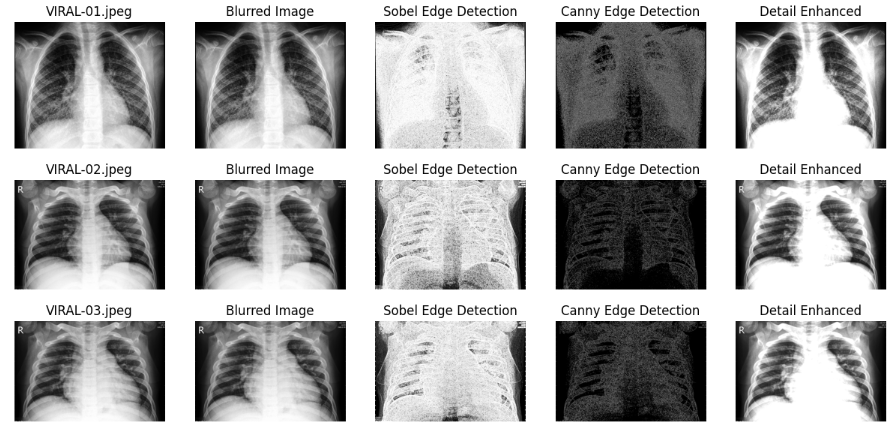 VIRAL-01.jpeg Blurred Image Sobel Edge Detection Canny Edge Detection Detail Enhanced
VIRAL-02.jpeg Blurred Image Sobel Edge Detection Canny Edge Detection Detail Enhanced
R R R
VIRAL-03.jpeg Blurred Image Sobel Edge Detection Canny Edge Detection Detail Enhanced
R R R